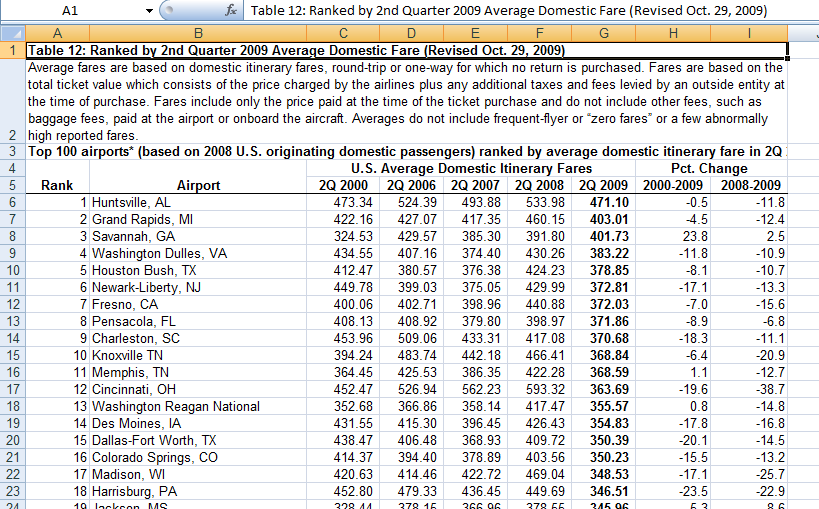 A1 fx Table 12: Ranked by 2nd Quarter 2009 Average Domestic Fare (Revised Oct. 29, 2009)
A B C D E F G H I
1 Table 12: Ranked by 2nd Quarter 2009 Average Domestic Fare (Revised Oct. 29, 2009)
Average fares are based on domestic itinerary fares, round-trip or one-way for which no return is purchased. Fares are based on the
total ticket value which consists of the price charged by the airlines plus any additional taxes and fees levied by an outside entity at
the time of purchase. Fares include only the price paid at the time of the ticket purchase and do not include other fees, such as
baggage fees, paid at the airport or onboard the aircraft. Averages do not include frequent-flyer or “zero fares” or a few abnormally
2 high reported fares.
3 Top 100 airports* (based on 2008 U.S. originating domestic passengers) ranked by average domestic itinerary fare in 2Q
4 U.S. Average Domestic Itinerary Fares Pct. Change
5 Rank Airport 2Q 2000 2Q 2006 2Q 2007 2Q 2008 2Q 2009 2000-2009 2008-2009
6 1 Huntsville, AL 473.34 524.39 493.88 533.98 471.10 -0.5 -11.8
7 2 Grand Rapids, MI 422.16 427.07 417.35 460.15 403.01 -4.5 -12.4
8 3 Savannah, GA 324.53 429.57 385.30 391.80 401.73 23.8 2.5
9 4 Washington Dulles, VA 434.55 407.16 374.40 430.26 383.22 -11.8 -10.9
10 5 Houston Bush, TX 412.47 380.57 376.38 424.23 378.85 -8.1 -10.7
11 6 Newark-Liberty, NJ 449.78 399.03 375.05 429.99 372.81 -17.1 -13.3
12 7 Fresno, CA 400.06 402.71 398.96 440.88 372.03 -7.0 -15.6
13 8 Pensacola, FL 408.13 408.92 379.80 398.97 371.86 -8.9 -6.8
14 9 Charleston, SC 453.96 509.06 433.31 417.08 370.68 -18.3 -11.1
15 10 Knoxville TN 394.24 483.74 442.18 466.41 368.84 -6.4 -20.9
16 11 Memphis, TN 364.45 425.53 386.35 422.28 368.59 1.1 -12.7
17 12 Cincinnati, OH 452.47 526.94 562.23 593.32 363.69 -19.6 -38.7
18 13 Washington Reagan National 352.68 366.86 358.14 417.47 355.57 0.8 -14.8
19 14 Des Moines, IA 431.55 415.30 396.45 426.43 354.83 -17.8 -16.8
20 15 Dallas-Fort Worth, TX 438.47 406.48 368.93 409.72 350.39 -20.1 -14.5
21 16 Colorado Springs, CO 414.37 394.40 378.89 403.56 350.23 -15.5 -13.2
22 17 Madison, WI 420.63 414.46 422.72 469.04 348.53 -17.1 -25.7
23 18 Harrisburg, PA 452.80 479.33 436.45 449.69 346.51 -23.5 -22.9
24 19 Jackson, MS 328.44 378.15 366.96 378.55 345.96 5.3 -8.6